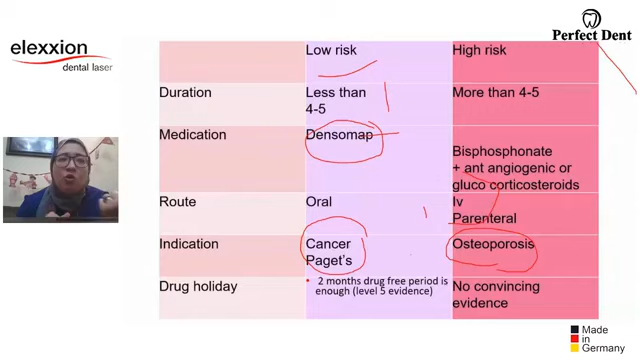 elexxion
dental laser
Perfect Dent
Low risk
High risk
Duration
Less than
4-5
More than 4-5
Medication
Densomap
Bisphosphonate
+ ant angiogenic or
gluco corticosteroids
Route
Oral
Iv
Parenteral
Indication
Cancer
Paget's
Osteoporosis
Drug holiday
• 2 months drug free period is
enough (level 5 evidence)
No convincing
evidence
Made
in
Germany